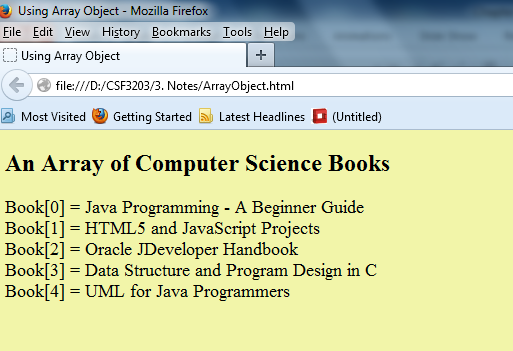 Using Array Object - Mozilla Firefox
File Edit View History Bookmarks Tools Help
Using Array Object
file:///D:/CSF3203/3. Notes/ArrayObject.html
Most Visited Getting Started Latest Headlines (Untitled)
An Array of Computer Science Books
Book[0] = Java Programming - A Beginner Guide
Book[1] = HTML5 and JavaScript Projects
Book[2] = Oracle JDeveloper Handbook
Book[3] = Data Structure and Program Design in C
Book[4] = UML for Java Programmers